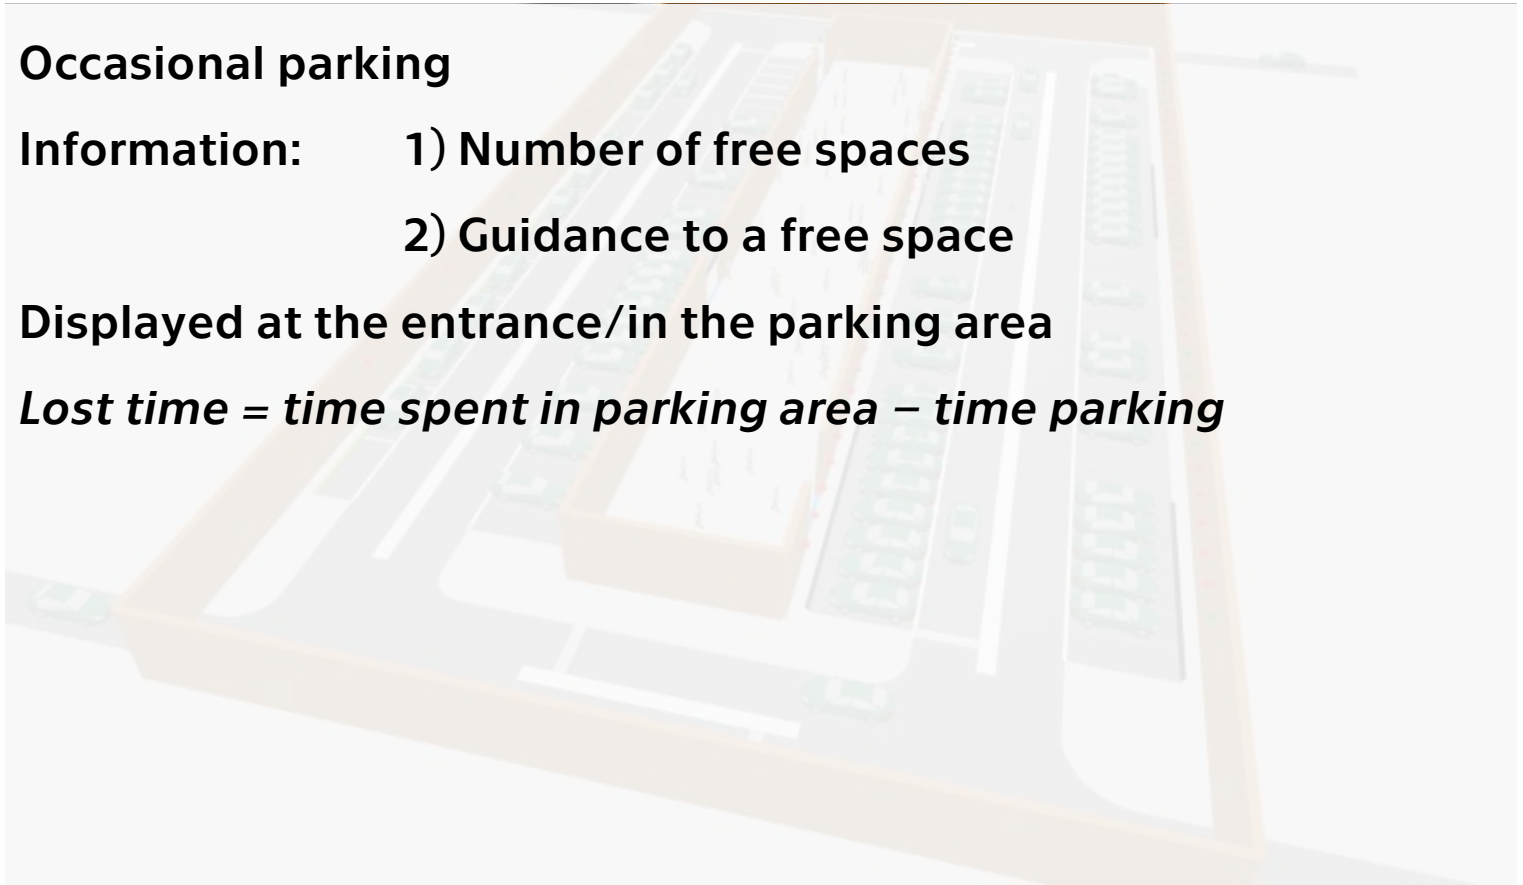 Occasional parking
Information: 1) Number of free spaces
2) Guidance to a free space
Displayed at the entrance/in the parking area
Lost time = time spent in parking area – time parking